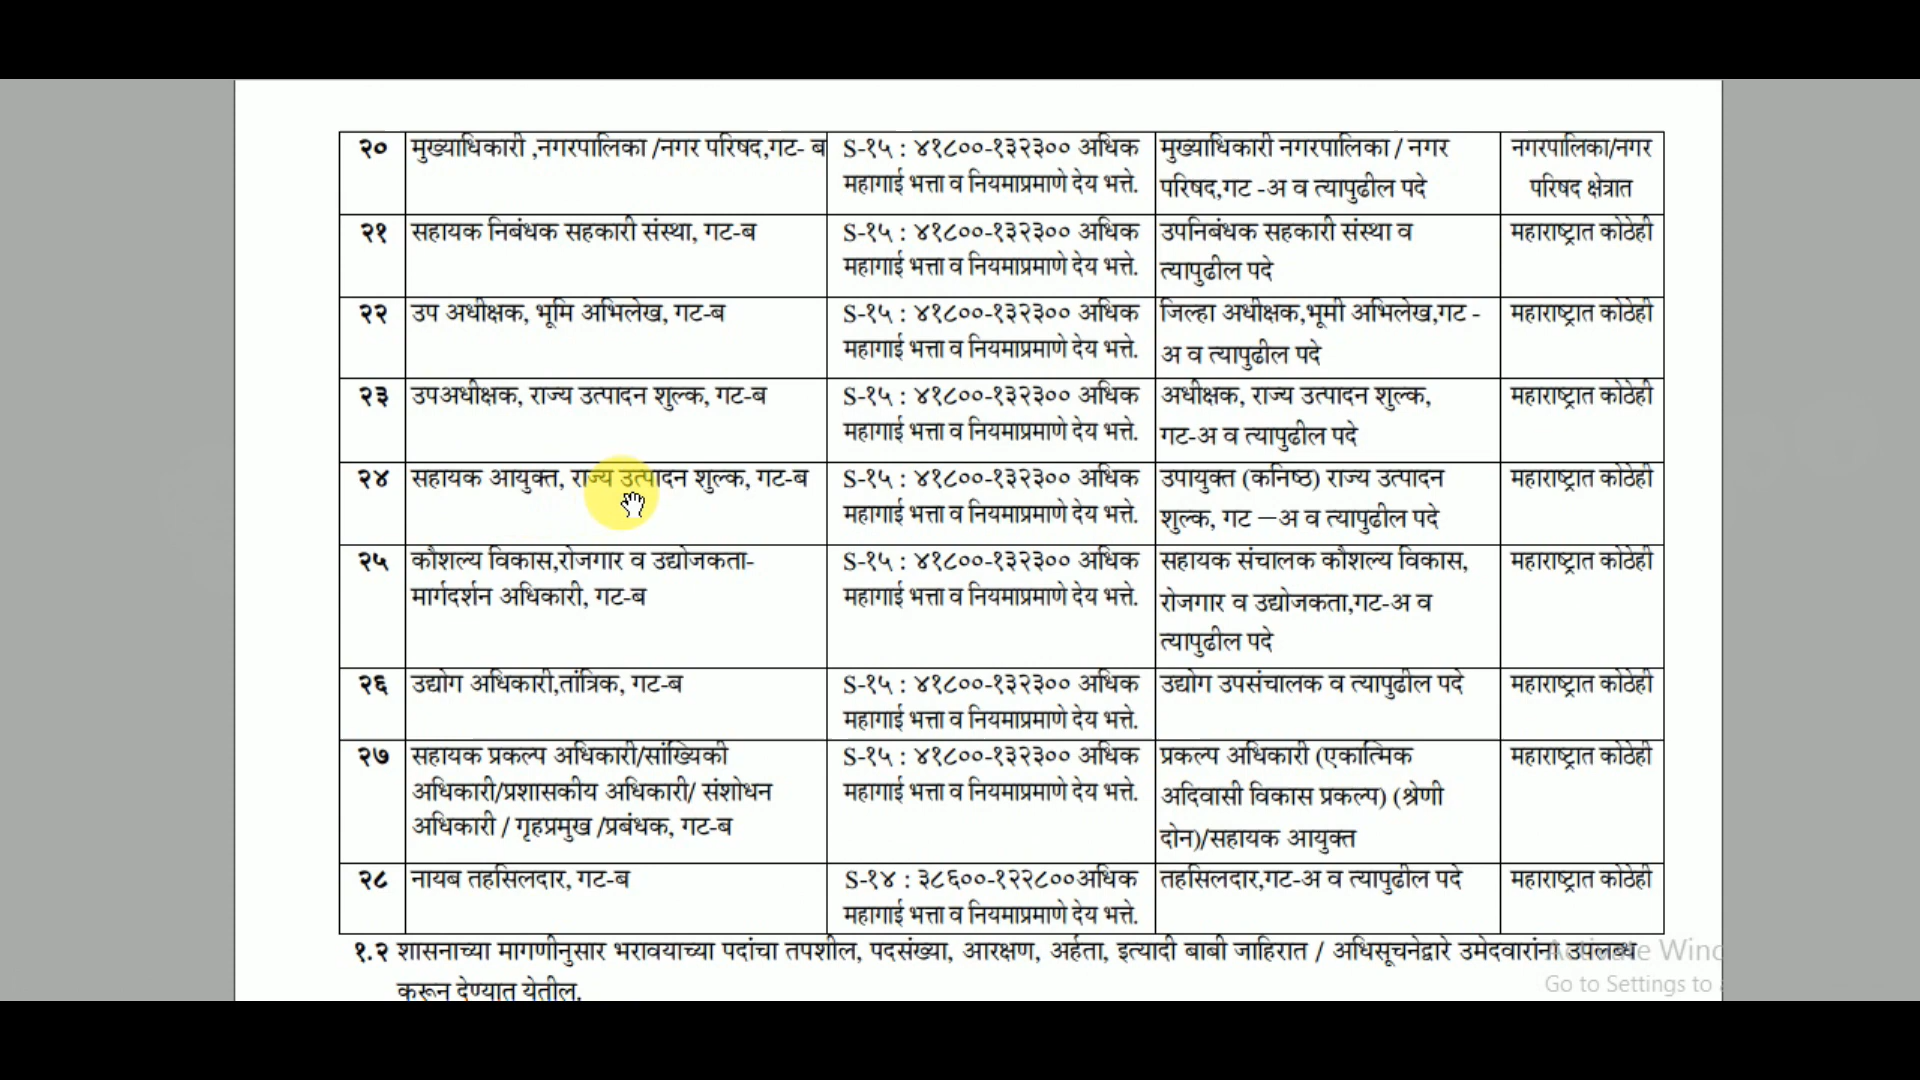 २० मुख्याधिकारी ,नगरपालिका /नगर परिषद,गट- ब S-१५ : ४१८००-१३२३०० अधिक मुख्याधिकारी नगरपालिका / नगर नगरपालिका/नगर
महागाई भत्ता व नियमाप्रमाणे देय भत्ते. परिषद,गट -अ व त्यापुढील पदे परिषद क्षेत्रात
२१ सहायक निबंधक सहकारी संस्था, गट-ब S-१५ : ४१८००-१३२३०० अधिक उपनिबंधक सहकारी संस्था व महाराष्ट्रात कोठेही
महागाई भत्ता व नियमाप्रमाणे देय भत्ते. त्यापुढील पदे
२२ उप अधीक्षक, भूमि अभिलेख, गट-ब S-१५ : ४१८००-१३२३०० अधिक जिल्हा अधीक्षक,भूमी अभिलेख,गट - महाराष्ट्रात कोठेही
महागाई भत्ता व नियमाप्रमाणे देय भत्ते. अ व त्यापुढील पदे
२३ उपअधीक्षक, राज्य उत्पादन शुल्क, गट-ब S-१५ : ४१८००-१३२३०० अधिक अधीक्षक, राज्य उत्पादन शुल्क, महाराष्ट्रात कोठेही
महागाई भत्ता व नियमाप्रमाणे देय भत्ते. गट-अ व त्यापुढील पदे
२४ सहायक आयुक्त, राज्य उत्पादन शुल्क, गट-ब S-१५ : ४१८००-१३२३०० अधिक उपायुक्त (कनिष्ठ) राज्य उत्पादन महाराष्ट्रात कोठेही
महागाई भत्ता व नियमाप्रमाणे देय भत्ते. शुल्क, गट –अ व त्यापुढील पदे
२५ कौशल्य विकास,रोजगार व उद्योजकता- S-१५ : ४१८००-१३२३०० अधिक सहायक संचालक कौशल्य विकास, महाराष्ट्रात कोठेही
मार्गदर्शन अधिकारी, गट-ब महागाई भत्ता व नियमाप्रमाणे देय भत्ते. रोजगार व उद्योजकता,गट-अ व
त्यापुढील पदे
२६ उद्योग अधिकारी,तांत्रिक, गट-ब S-१५ : ४१८००-१३२३०० अधिक उद्योग उपसंचालक व त्यापुढील पदे महाराष्ट्रात कोठेही
महागाई भत्ता व नियमाप्रमाणे देय भत्ते.
२७ सहायक प्रकल्प अधिकारी/सांख्यिकी S-१५ : ४१८००-१३२३०० अधिक प्रकल्प अधिकारी (एकात्मिक महाराष्ट्रात कोठेही
अधिकारी/प्रशासकीय अधिकारी/ संशोधन महागाई भत्ता व नियमाप्रमाणे देय भत्ते. अदिवासी विकास प्रकल्प) (श्रेणी
अधिकारी / गृहप्रमुख /प्रबंधक, गट-ब दोन)/सहायक आयुक्त
२८ नायब तहसिलदार, गट-ब S-१४ : ३८६००-१२२८००अधिक तहसिलदार,गट-अ व त्यापुढील पदे महाराष्ट्रात कोठेही
महागाई भत्ता व नियमाप्रमाणे देय भत्ते.
१.२ शासनाच्या मागणीनुसार भरावयाच्या पदांचा तपशील, पदसंख्या, आरक्षण, अर्हता, इत्यादी बाबी जाहिरात / अधिसूचनेद्वारे उमेदवारांना उपलब्ध
करून देण्यात येतील.
Go to Settings to